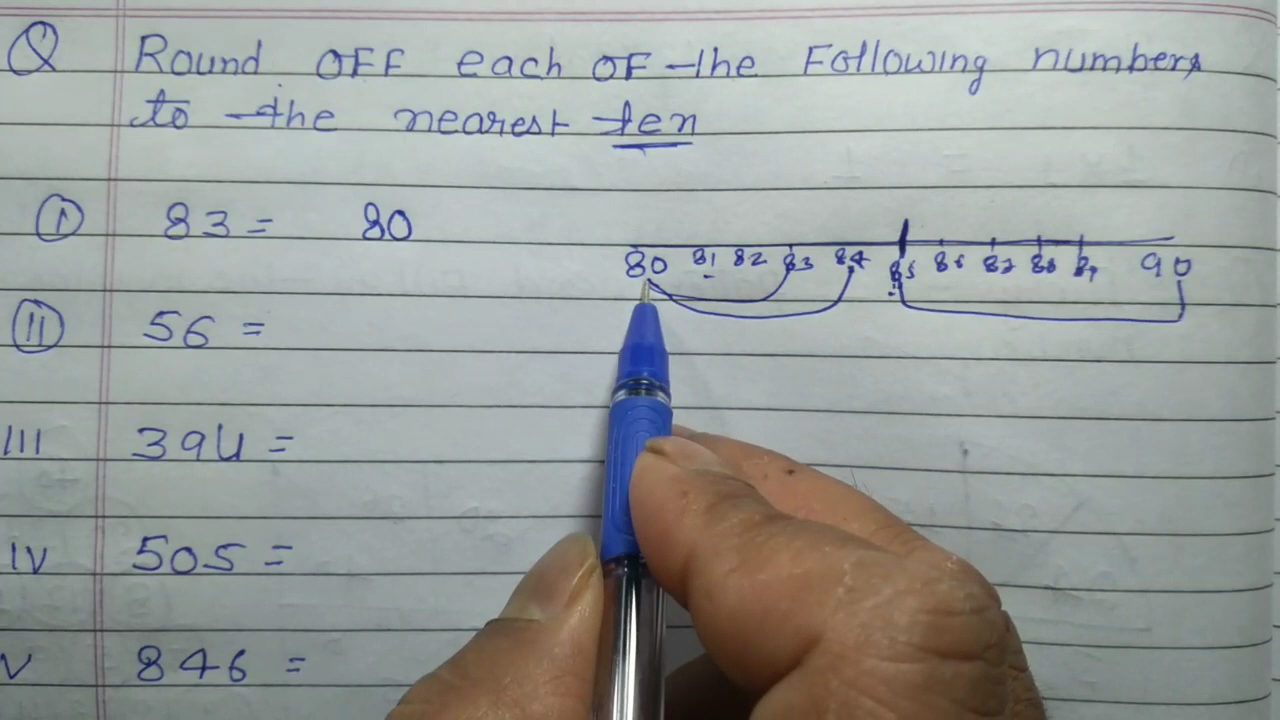 Q Round OFF each OF the Following numbers
to the nearest ten
I 83 = 80
80 81 82 83 84 85 86 87 88 89 90
II 56 =
III 394 =
IV 505 =
V 846 =